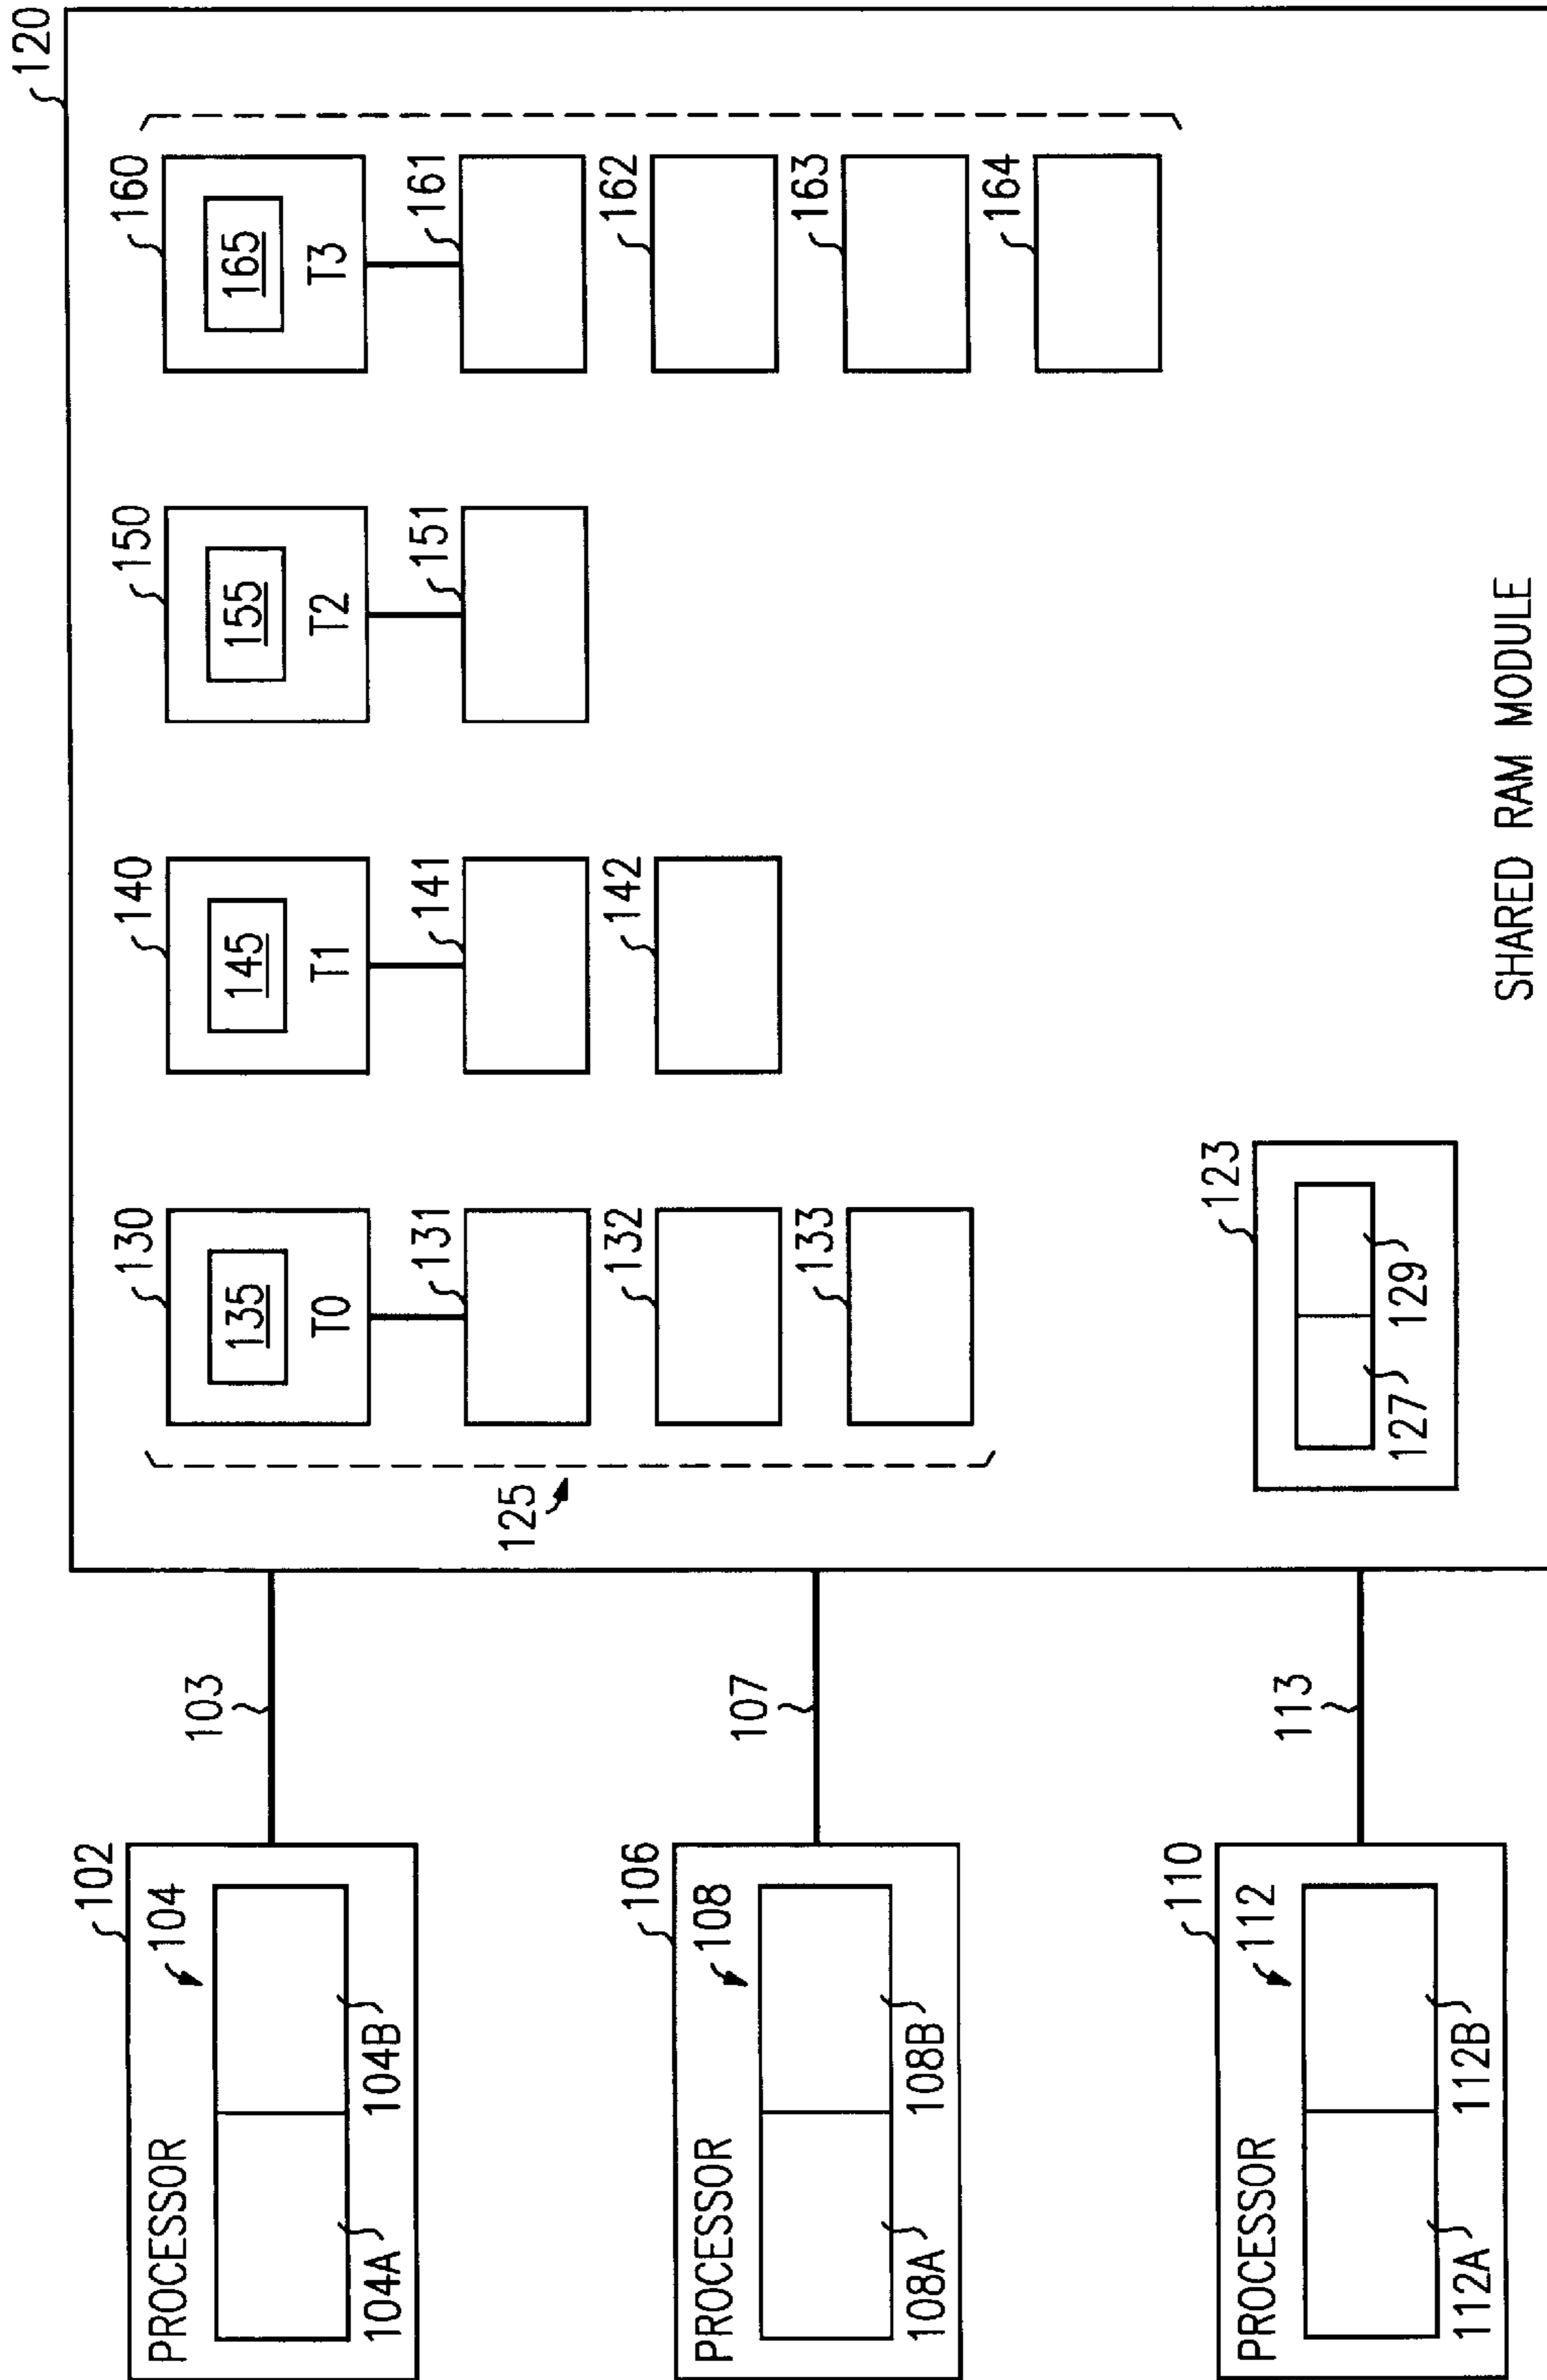 120
130
135
T0
131
132
133
140
145
T1
141
142
150
155
T2
151
160
165
T3
161
162
163
164
125
123
127
129
SHARED RAM MODULE
103
107
113
102
PROCESSOR
104
104A
104B
106
PROCESSOR
108
108A
108B
110
PROCESSOR
112
112A
112B